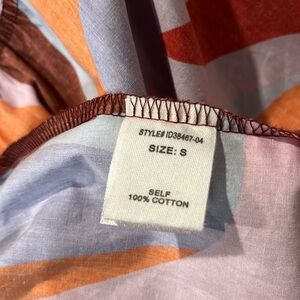 STYLE# ID38467-04
SIZE: S
SELF
100% COTTON